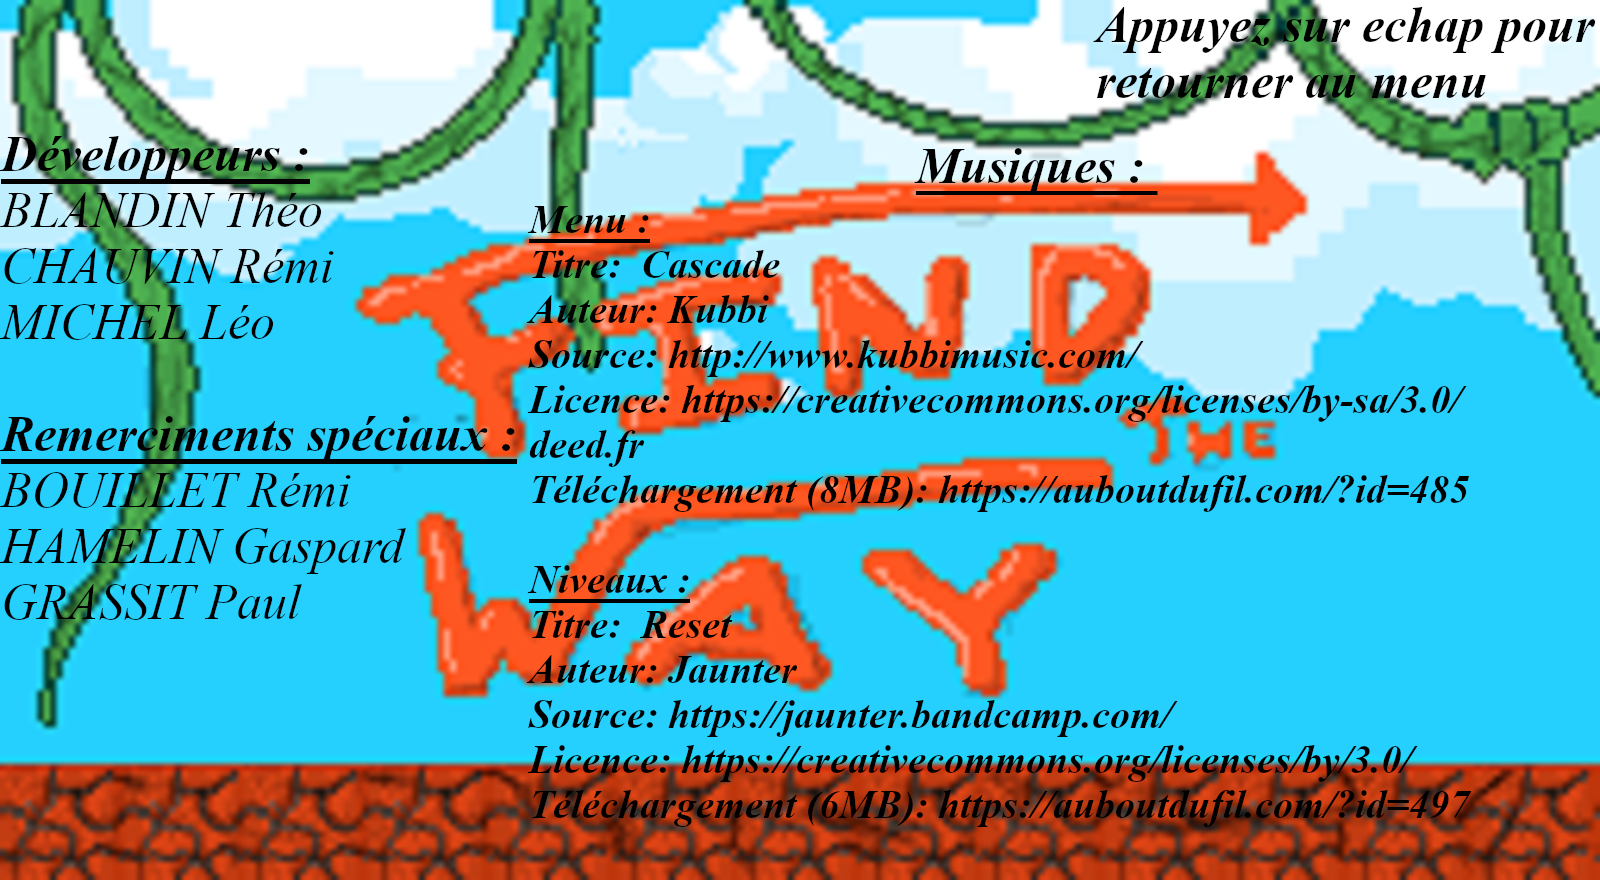 Appuyez sur echap pour
retourner au menu
Développeurs :
BLANDIN Théo
CHAUVIN Rémi
MICHEL Léo
Remerciments spéciaux :
BOUILLET Rémi
HAMELIN Gaspard
GRASSIT Paul
Musiques :
Menu :
Titre:  Cascade
Auteur: Kubbi
Source: http://www.kubbimusic.com/
Licence: https://creativecommons.org/licenses/by-sa/3.0/
deed.fr
Téléchargement (8MB): https://auboutdufil.com/?id=485
Niveaux :
Titre:  Reset
Auteur: Jaunter
Source: https://jaunter.bandcamp.com/
Licence: https://creativecommons.org/licenses/by/3.0/
Téléchargement (6MB): https://auboutdufil.com/?id=497
FIND
THE
WAY